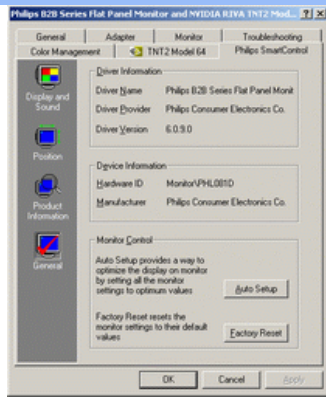 Philips B2B Series Flat Panel Monitor and NVIDIA RIVA TNT2 Mod...
General Adapter Monitor Troubleshooting
Color Management TNT2 Model 64 Philips SmartControl
Display and
Sound
Position
Product
Information
General
Driver Information
Driver Name Philips B2B Series Flat Panel Monit
Driver Provider Philips Consumer Electronics Co.
Driver Version 6.0.9.0
Device Information
Hardware ID Monitor\PHL081D
Manufacturer Philips Consumer Electronics Co.
Monitor Control
Auto Setup provides a way to
optimize the display on monitor
by setting all the monitor
settings to optimum values
Auto Setup
Factory Reset resets the
monitor settings to their default
values
Factory Reset
OK Cancel Apply